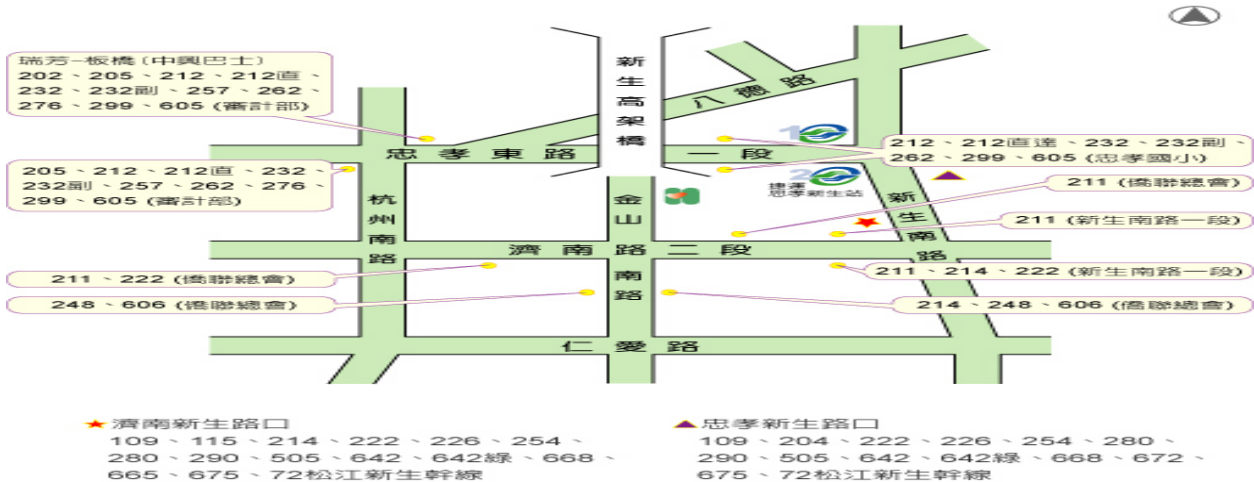 瑞芳-板橋(中興巴士)
202、205、212、212直、
232、232副、257、262、
276、299、605(審計部)
新生高架橋
八德路
忠孝東路一段
1
212、212直達、232、232副、
262、299、605(忠孝國小)
205、212、212直、232、
232副、257、262、276、
299、605(審計部)
2
捷運
忠孝新生站
211(僑聯總會)
杭州南路
金山南路
新生南路
211(新生南路一段)
濟南路二段
211、222(僑聯總會)
211、214、222(新生南路一段)
248、606(僑聯總會)
214、248、606(僑聯總會)
仁愛路
濟南新生路口
109、115、214、222、226、254、
280、290、505、642、642綠、668、
665、675、72松江新生幹線
忠孝新生路口
109、204、222、226、254、280、
290、505、642、642綠、668、672、
675、72松江新生幹線